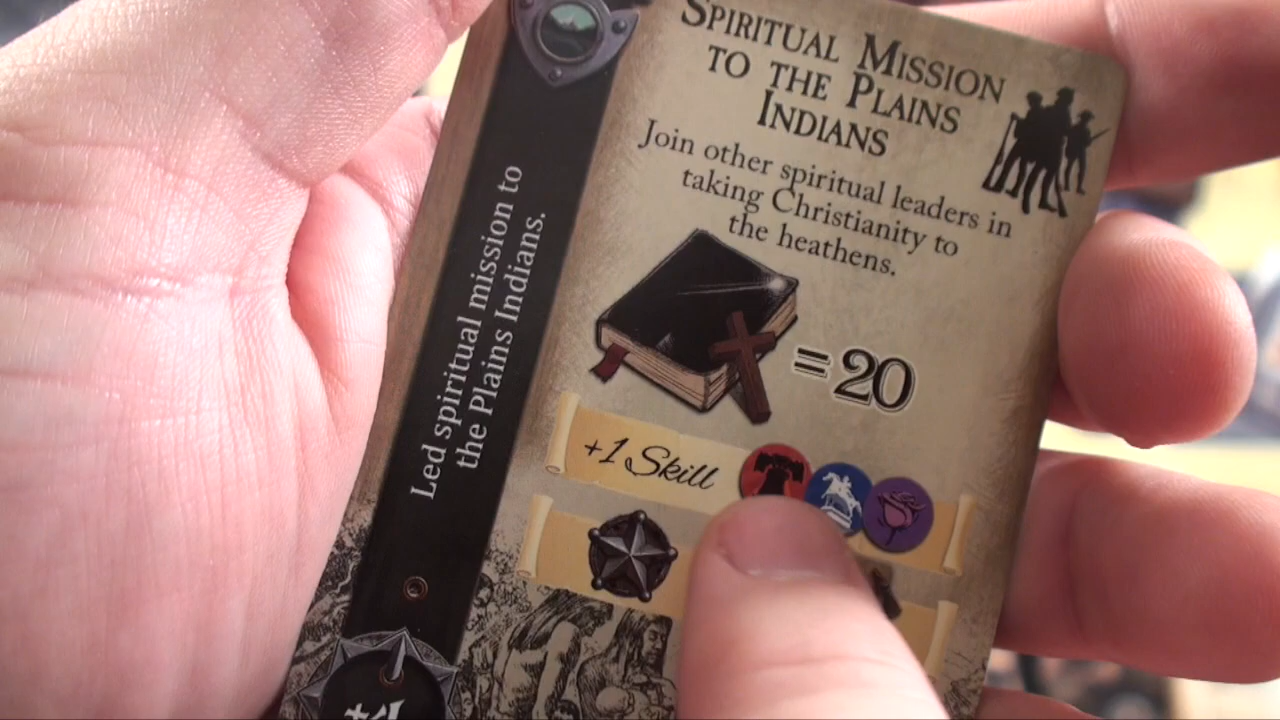 Spiritual Mission
to the Plains
Indians
Join other spiritual leaders in
taking Christianity to
the heathens.
= 20
+1 Skill
Led spiritual mission to
the Plains Indians.